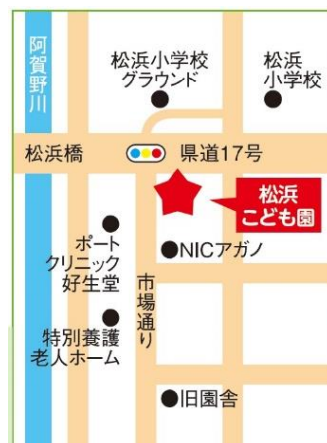 阿賀野川
松浜小学校
グラウンド
松浜
小学校
松浜橋
県道17号
松浜
こども園
ポート
クリニック
好生堂
NICアガノ
市場通り
特別養護
老人ホーム
旧園舎